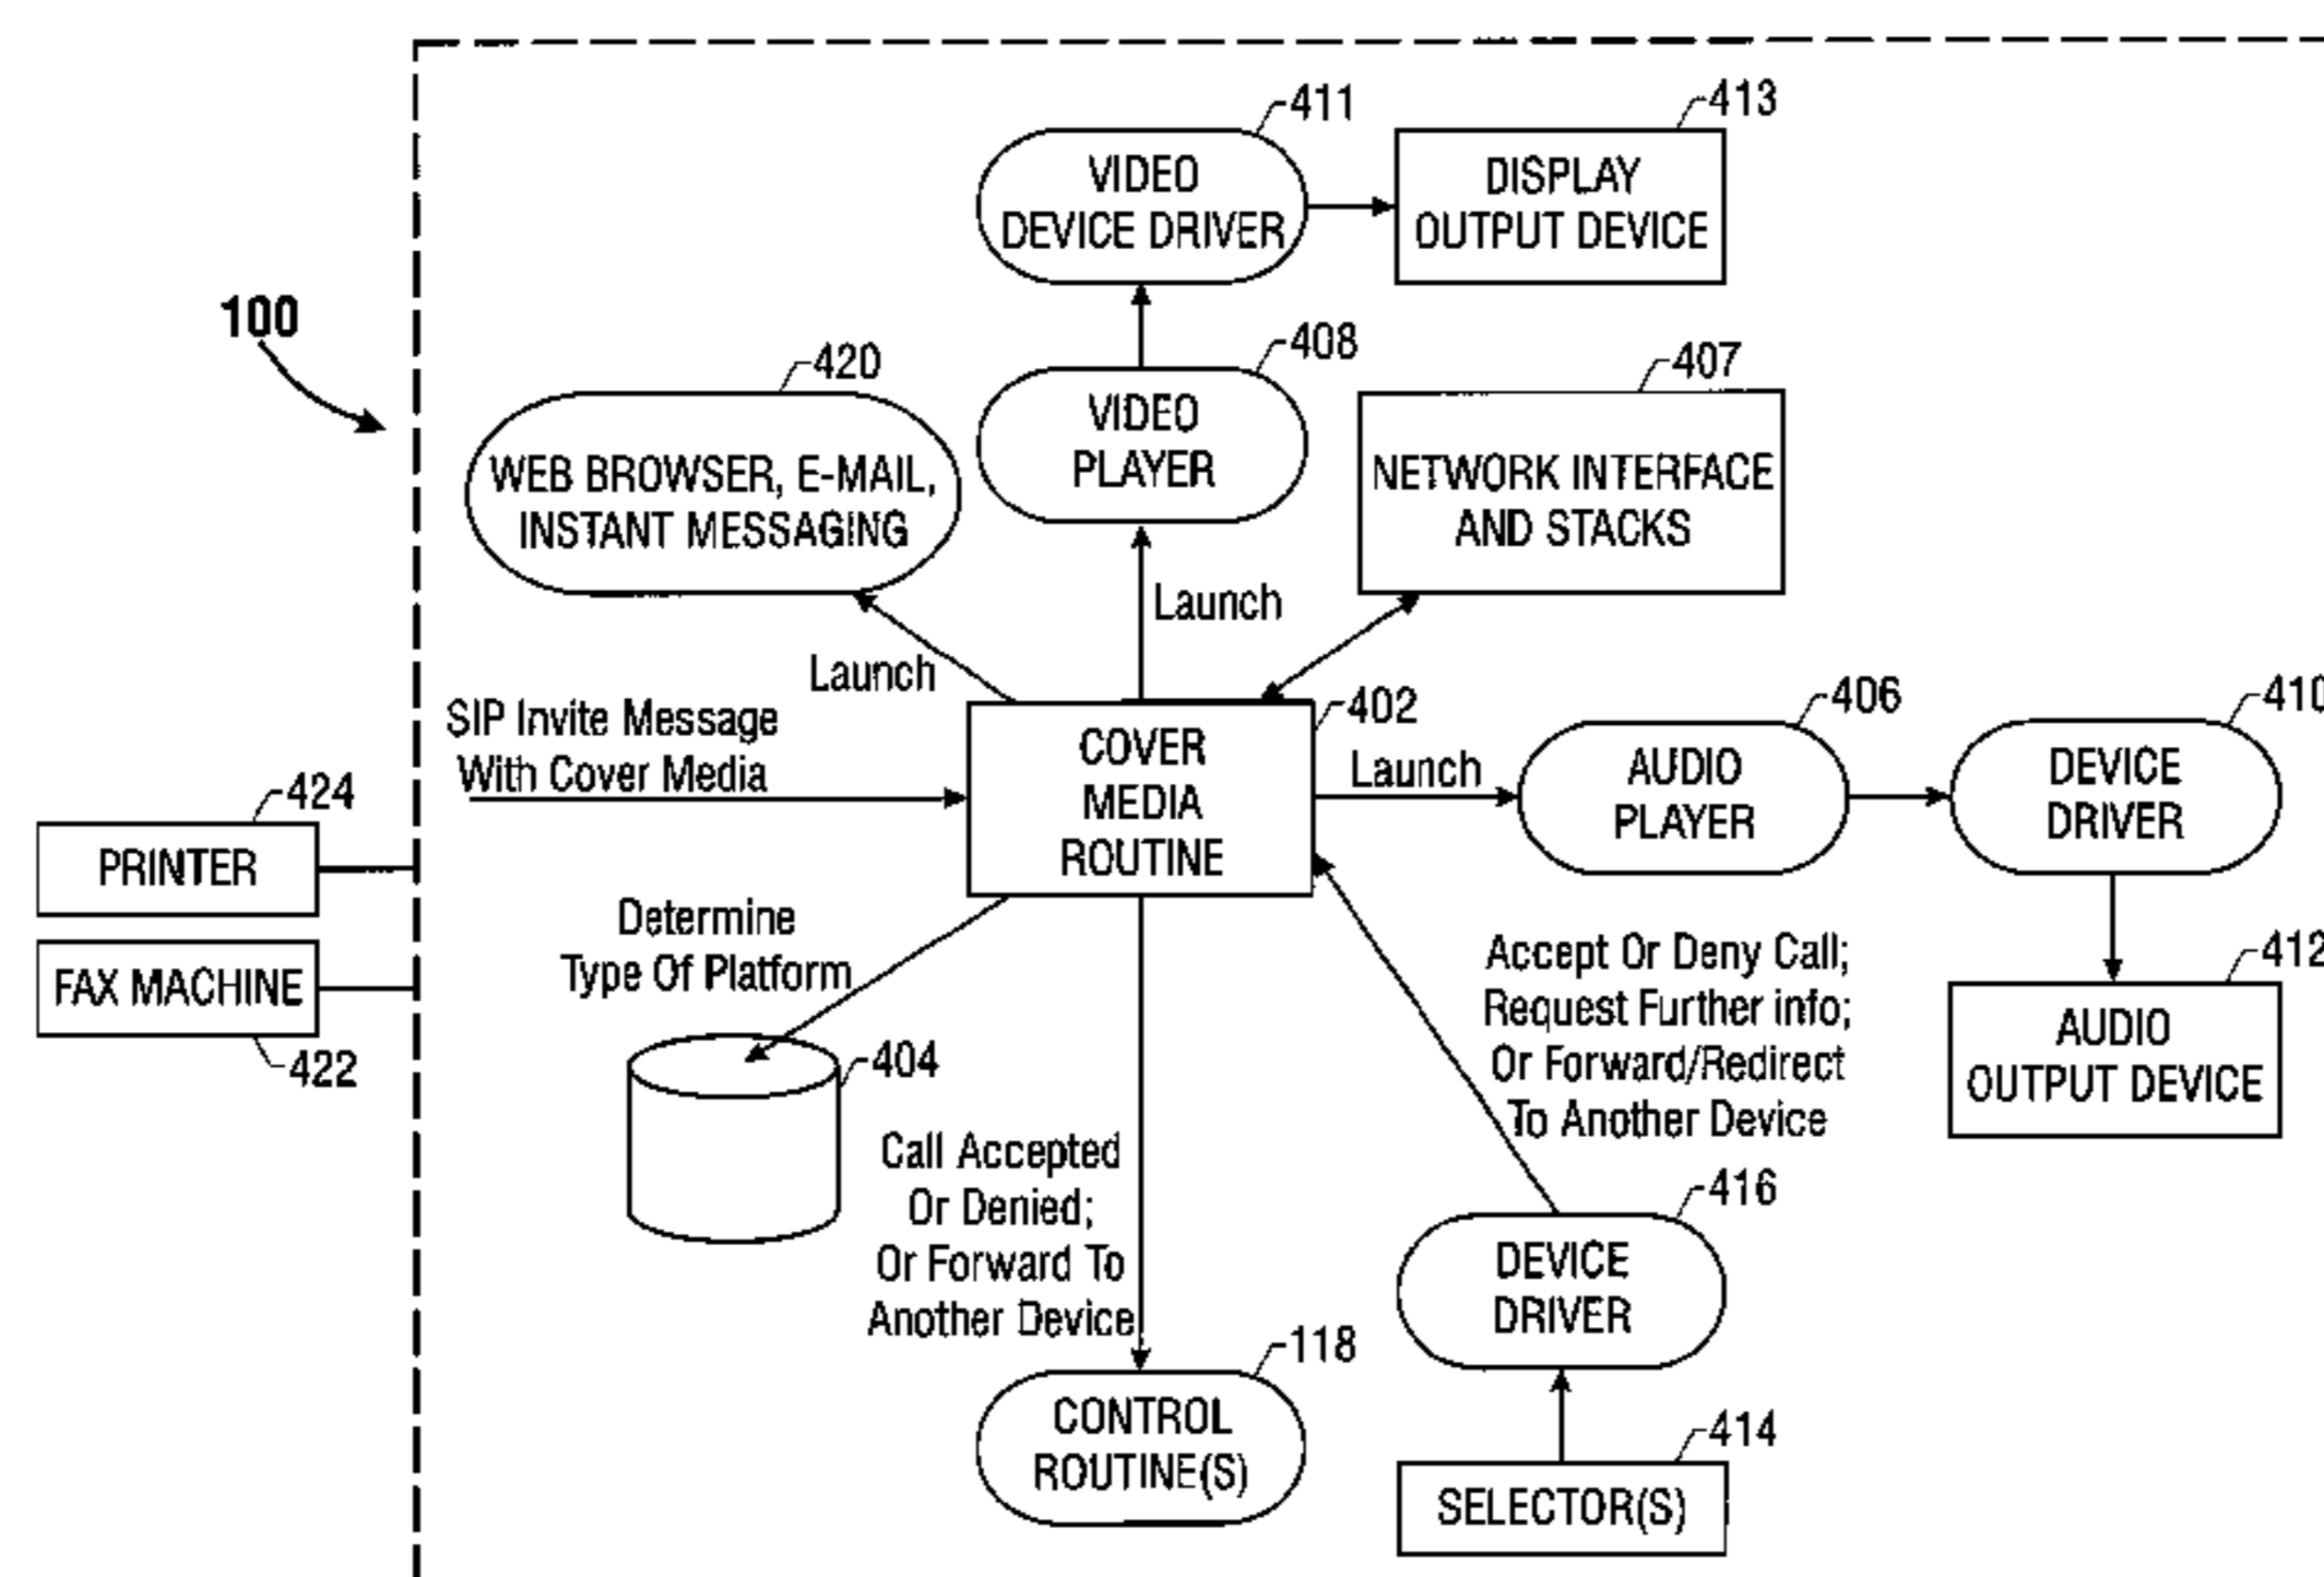 411
413
VIDEO
DEVICE DRIVER
DISPLAY
OUTPUT DEVICE
100
408
420
407
VIDEO
PLAYER
WEB BROWSER, E-MAIL,
INSTANT MESSAGING
NETWORK INTERFACE
AND STACKS
Launch
Launch
SIP Invite Message
With Cover Media
402
COVER
MEDIA
ROUTINE
Launch
406
AUDIO
PLAYER
410
DEVICE
DRIVER
424
PRINTER
FAX MACHINE
422
Determine
Type Of Platform
404
Accept Or Deny Call;
Request Further info;
Or Forward/Redirect
To Another Device
412
AUDIO
OUTPUT DEVICE
Call Accepted
Or Denied;
Or Forward To
Another Device
416
DEVICE
DRIVER
118
CONTROL
ROUTINE(S)
414
SELECTOR(S)